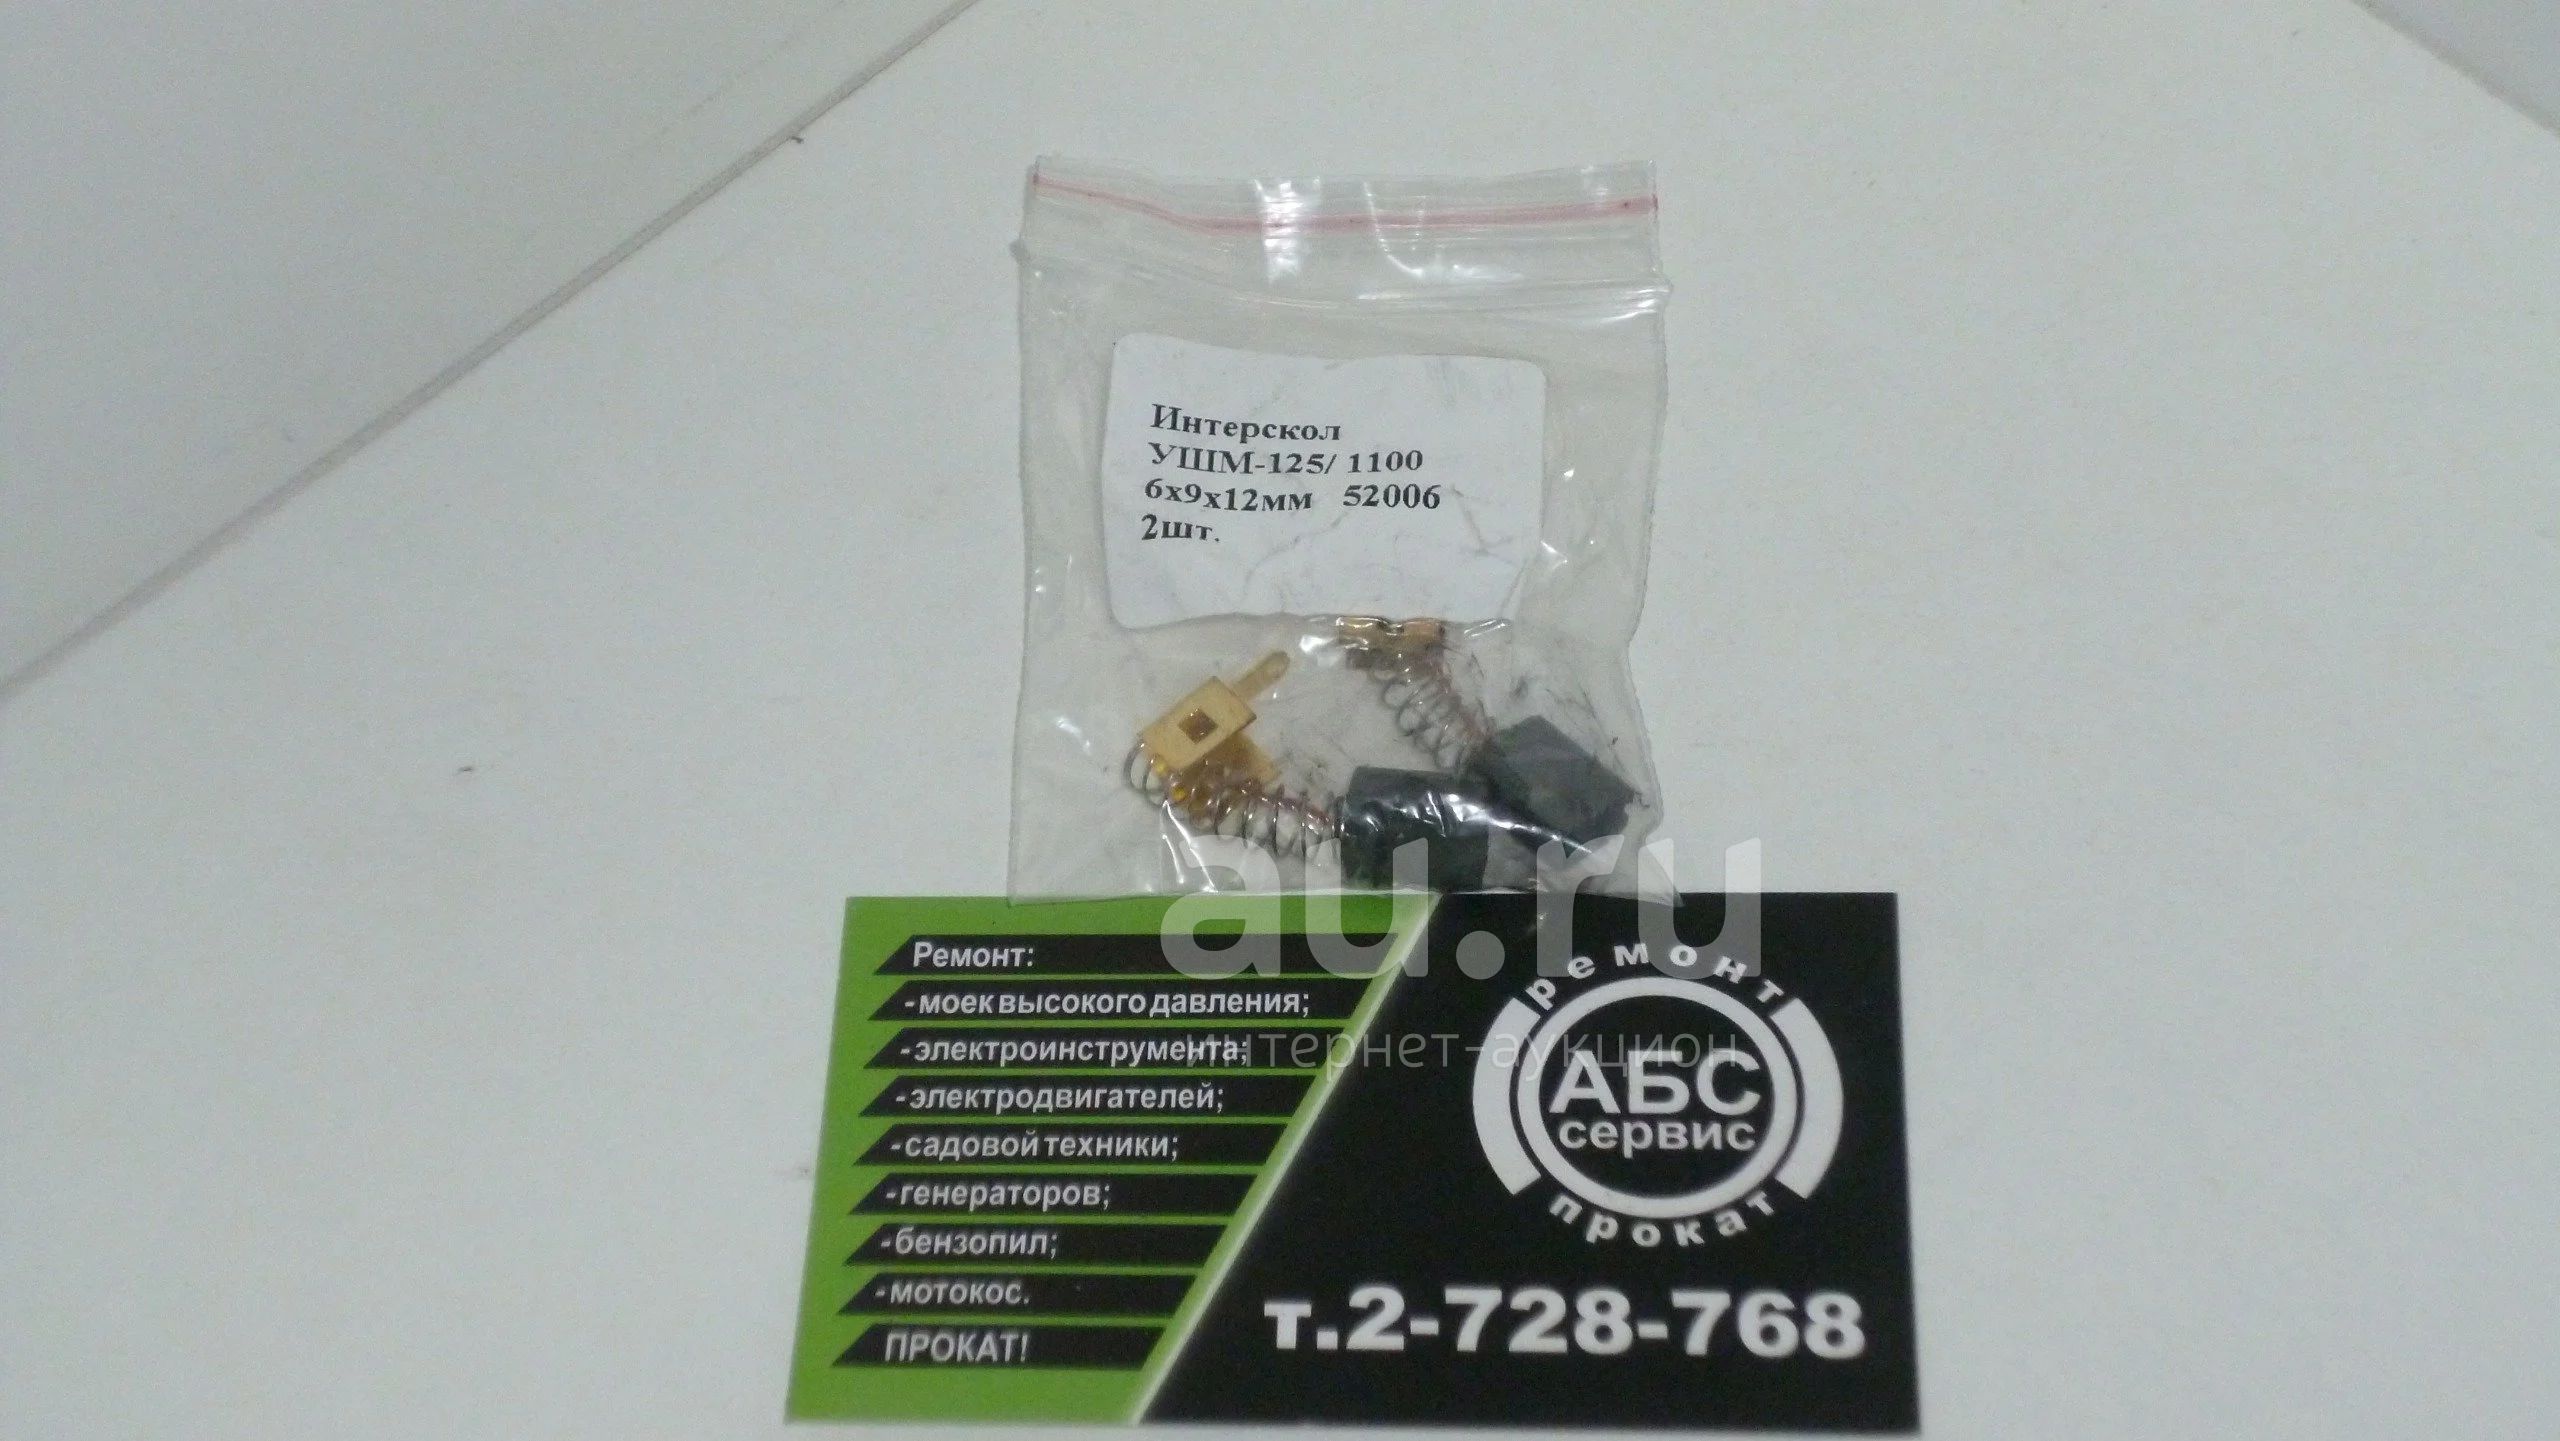 Интерскол
УШМ-125/ 1100
6х9х12мм 52006
2шт.
au.ru
интернет-аукцион
Ремонт:
-моек высокого давления;
-электроинструмента;
-электродвигателей;
-садовой техники;
-генераторов;
-бензопил;
-мотокос.
ПРОКАТ!
ремонт
АБС
сервис
прокат
т.2-728-768